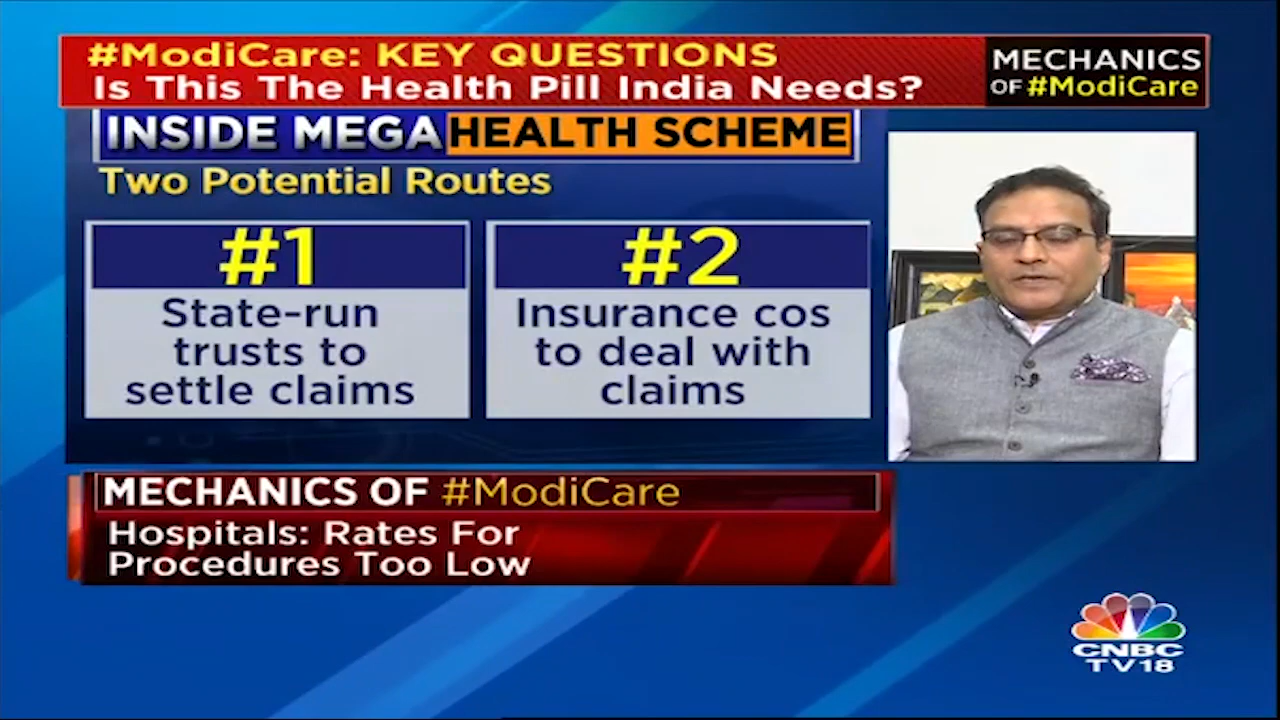 #ModiCare: KEY QUESTIONS
Is This The Health Pill India Needs?
MECHANICS
OF #ModiCare
INSIDE MEGA HEALTH SCHEME
Two Potential Routes
#1
State-run
trusts to
settle claims
#2
Insurance cos
to deal with
claims
MECHANICS OF #ModiCare
Hospitals: Rates For
Procedures Too Low
CNBC
TV18